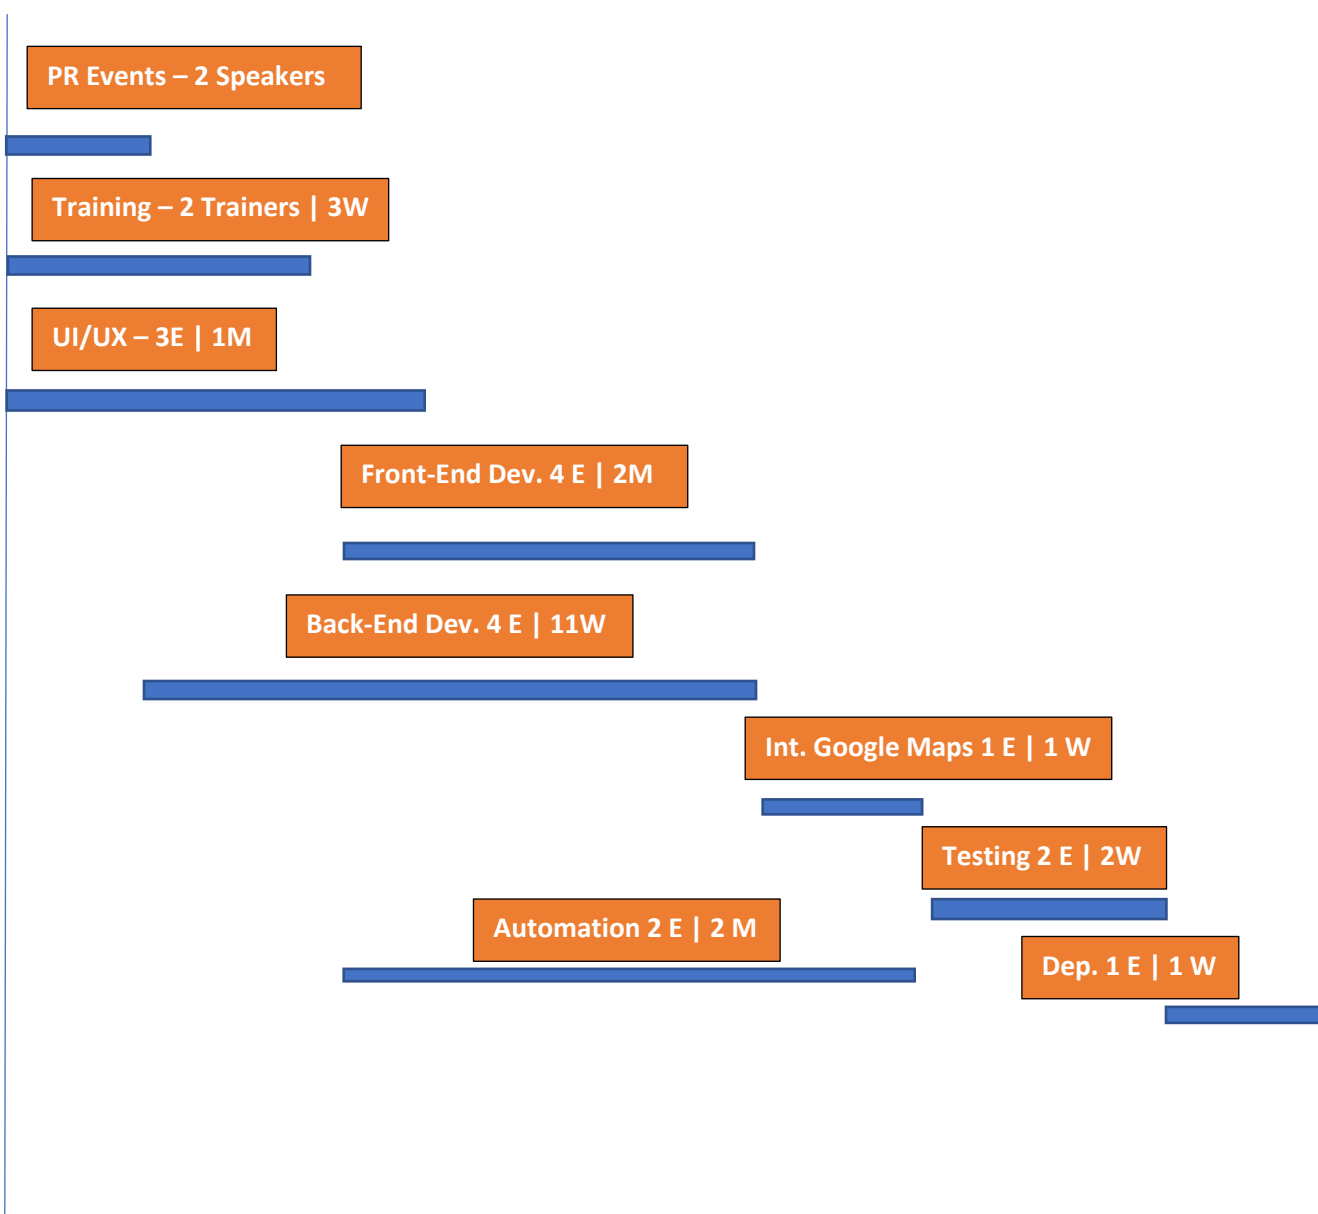 PR Events – 2 Speakers
Training – 2 Trainers | 3W
UI/UX – 3E | 1M
Front-End Dev. 4 E | 2M
Back-End Dev. 4 E | 11W
Int. Google Maps 1 E | 1 W
Testing 2 E | 2W
Automation 2 E | 2 M
Dep. 1 E | 1 W